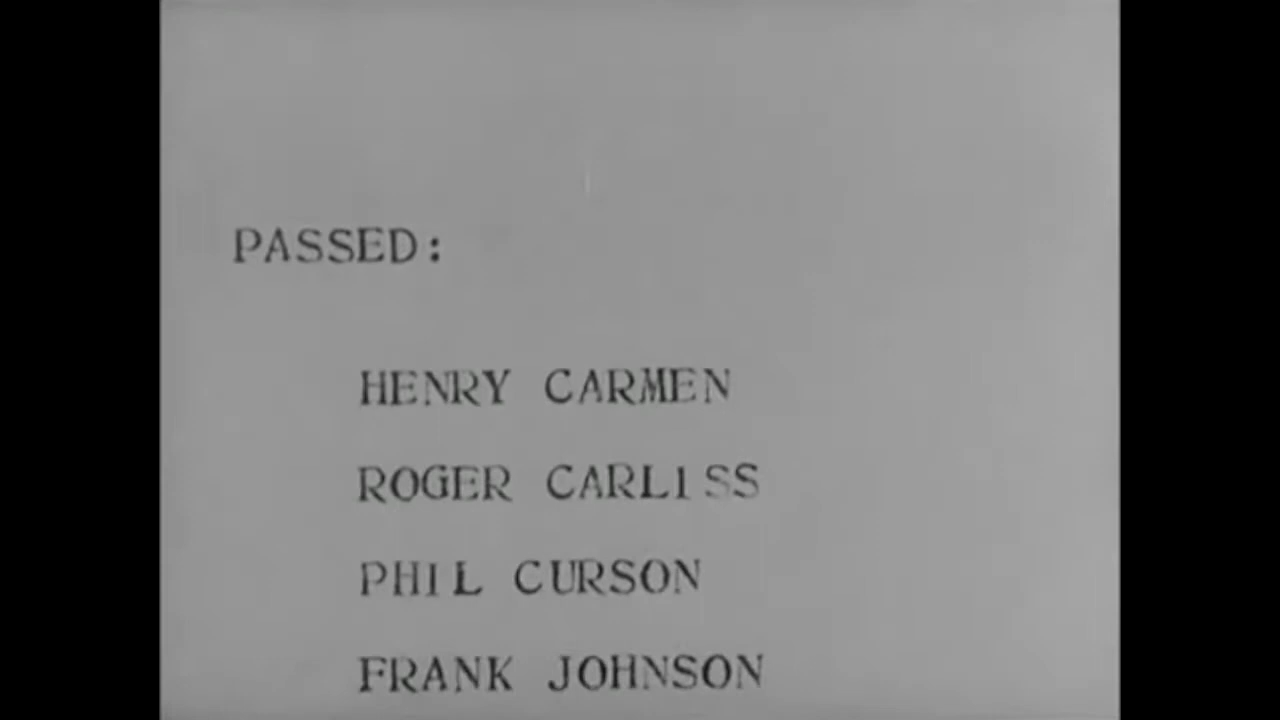 PASSED:
HENRY CARMEN
ROGER CARLISS
PHIL CURSON
FRANK JOHNSON